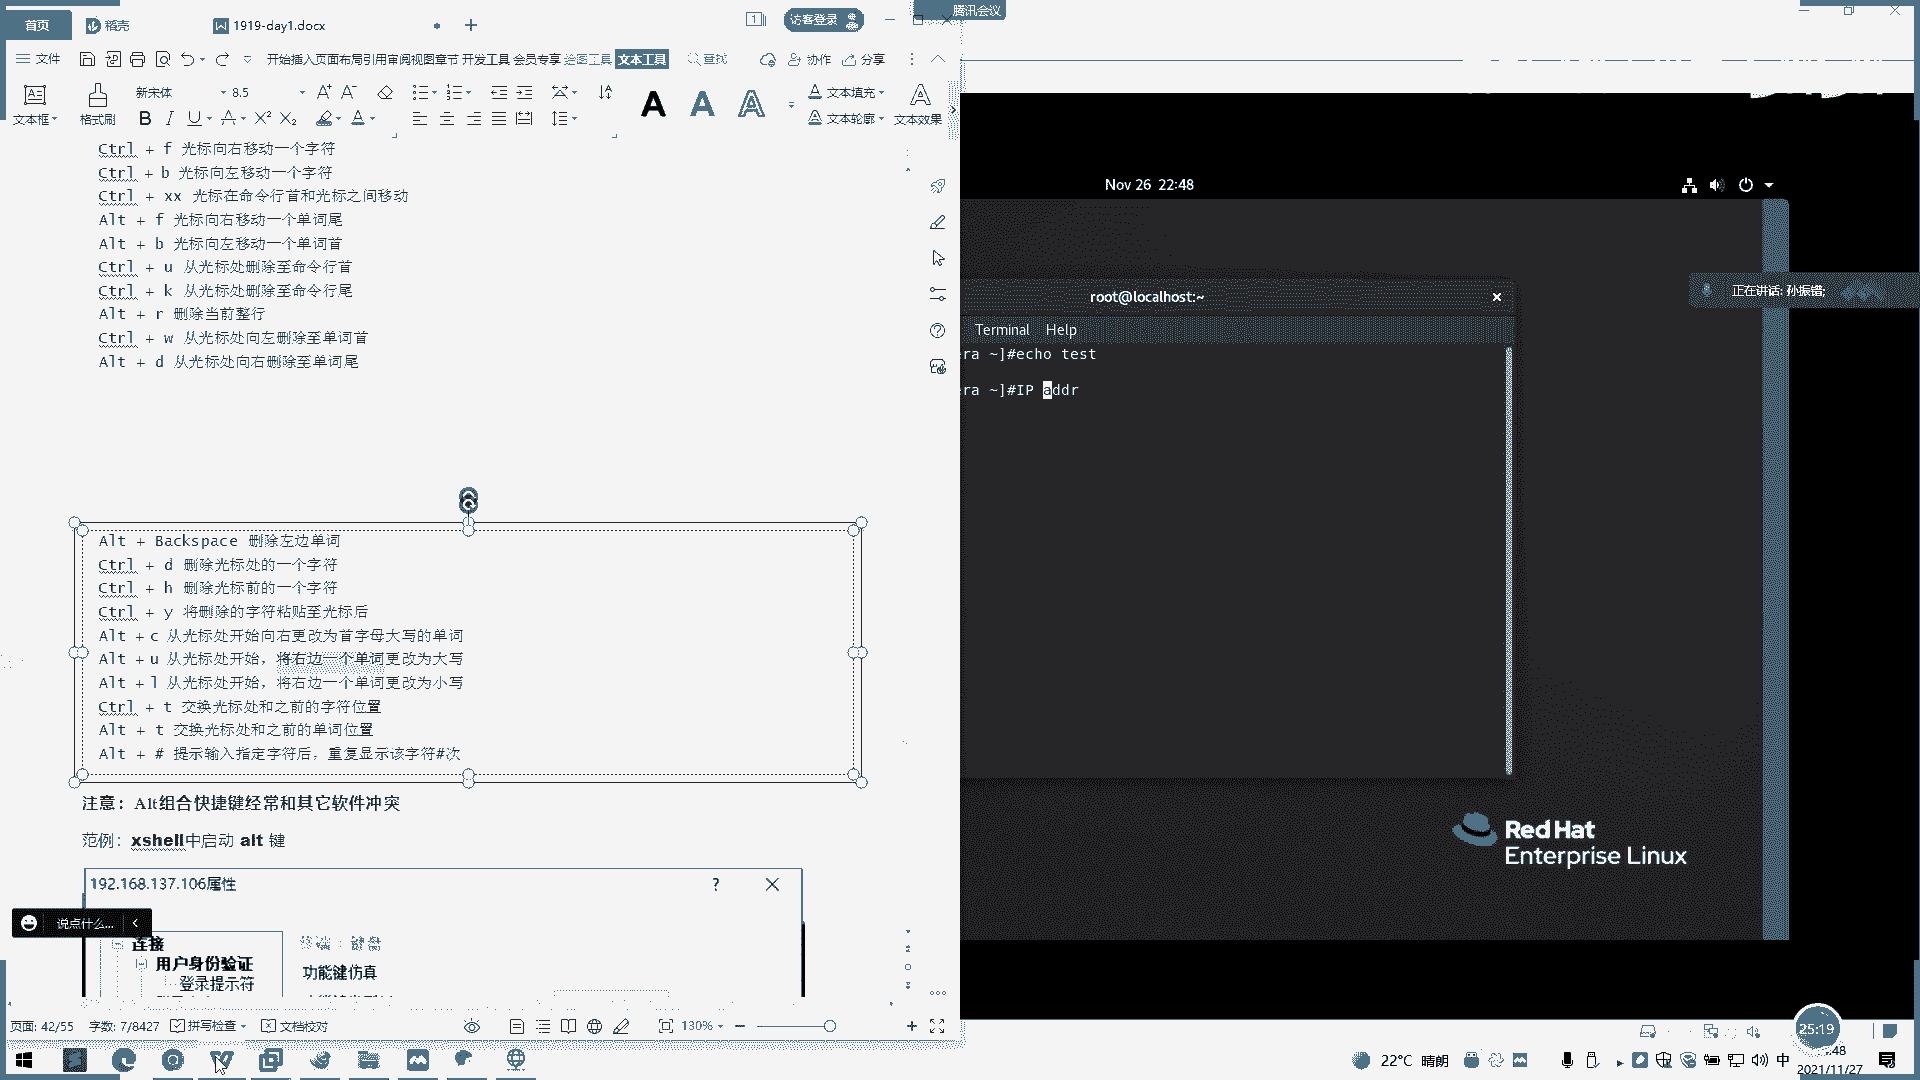 首页
稻壳
1919-day1.docx
访客登录
腾讯会议
文件
开始插入页面布局引用审阅视图章节 开发工具 会员专享 绘图工具 文本工具
查找
协作
分享
文本框
格式刷
新宋体
8.5
文本填充
文本轮廓
文本效果
Ctrl + f 光标向右移动一个字符
Ctrl + b 光标向左移动一个字符
Ctrl + xx 光标在命令行首和光标之间移动
Alt + f 光标向右移动一个单词尾
Alt + b 光标向左移动一个单词首
Ctrl + u 从光标处删除至命令行首
Ctrl + k 从光标处删除至命令行尾
Alt + r 删除当前整行
Ctrl + w 从光标处向左删除至单词首
Alt + d 从光标处向右删除至单词尾
Alt + Backspace 删除左边单词
Ctrl + d 删除光标处的一个字符
Ctrl + h 删除光标前的一个字符
Ctrl + y 将删除的字符粘贴至光标后
Alt + c 从光标处开始向右更改为首字母大写的单词
Alt + u 从光标处开始，将右边一个单词更改为大写
Alt + l 从光标处开始，将右边一个单词更改为小写
Ctrl + t 交换光标处和之前的字符位置
Alt + t 交换光标处和之前的单词位置
Alt + # 提示输入指定字符后，重复显示该字符#次
注意：Alt组合快捷键经常和其它软件冲突
范例：xshell中启动 alt 键
192.168.137.106属性
?
说点什么...
连接
用户身份验证
登录提示符
终端：键盘
功能键仿真
页面: 42/55
字数: 7/8427
拼写检查
文档校对
130%
Nov 26 22:48
正在讲话: 孙振锴;
root@localhost:~
Terminal Help
era ~]#echo test
era ~]#IP addr
Red Hat
Enterprise Linux
25:19
22°C 晴朗
中
:48
2021/11/27